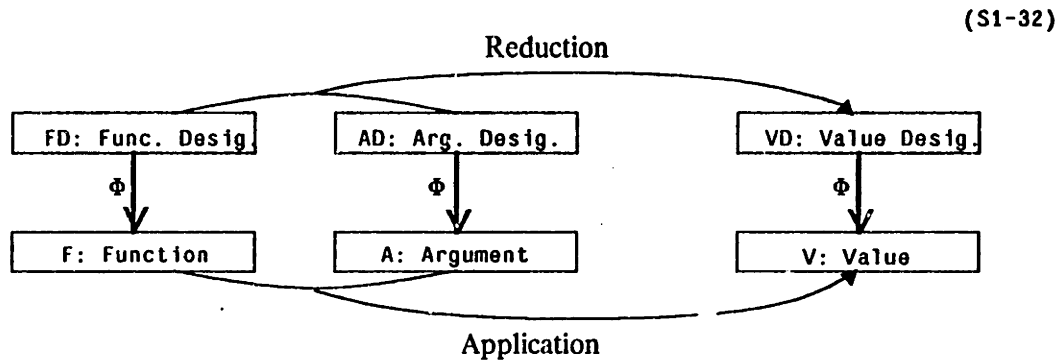 (S1-32)
Reduction
FD: Func. Desig. AD: Arg. Desig. VD: Value Desig.
Φ Φ Φ
F: Function A: Argument V: Value
Application